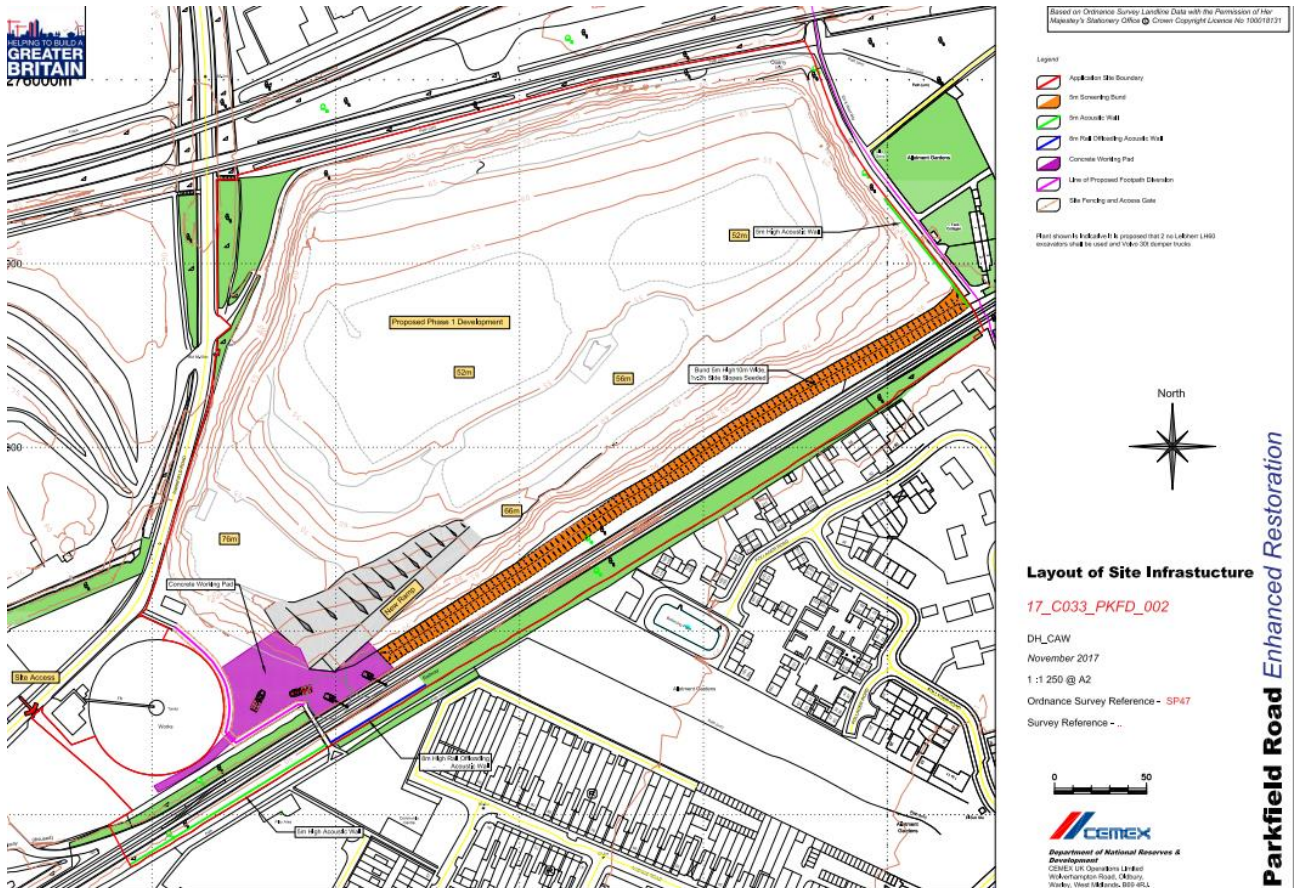 HELPING TO BUILD A
GREATER
BRITAIN
276000m
Based on Ordnance Survey Landline Data with the Permission of Her
Majestey's Stationery Office © Crown Copyright Licence No 100018131
Legend
Application Site Boundary
5m Screening Bund
5m Acoustic Wall
6m Rail Offloading Acoustic Wall
Concrete Working Pad
Line of Proposed Footpath Diversion
Site Fencing and Access Gate
Plant shown is indicative it is proposed that 2 no Leibherr LH60
excavators shall be used and Volvo 30t dumper trucks
Allotment Gardens
52m
5m High Acoustic Wall
Proposed Phase 1 Development
52m
56m
Bund 5m High 10m Wide,
1v:2h Side Slopes Seeded
66m
76m
Concrete Working Pad
New Ramp
Site Access
Works
Allotment Gardens
6m High Rail Offloading
Acoustic Wall
5m High Acoustic Wall
Allotment
Gardens
North
Layout of Site Infrastucture
17_C033_PKFD_002
DH_CAW
November 2017
1 :1 250 @ A2
Ordnance Survey Reference - SP47
Survey Reference - ..
0 50
CEMEX
Department of National Reserves &
Development
CEMEX UK Operations Limited
Wolverhampton Road, Oldbury,
Warley, West Midlands. B69 4RJ.
Parkfield Road Enhanced Restoration